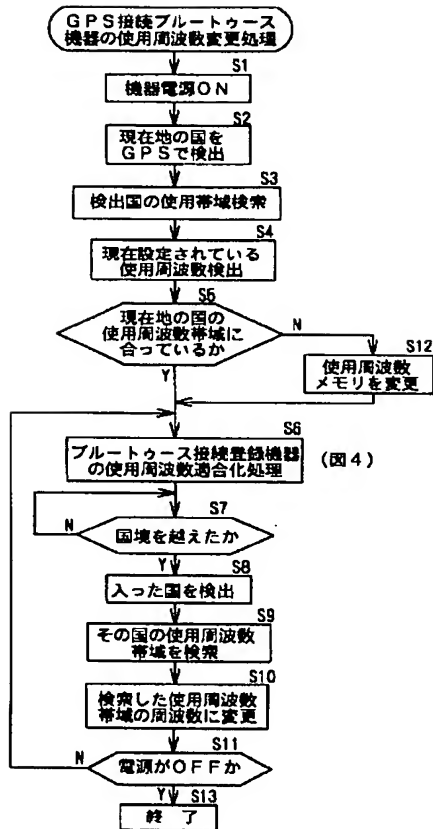 GPS接続ブルートゥース
機器の使用周波数変更処理
S1
機器電源ON
S2
現在地の国を
GPSで検出
S3
検出国の使用帯域検索
S4
現在設定されている
使用周波数検出
S5
現在地の国の
使用周波数帯域に
合っているか
N
S12
使用周波数
メモリを変更
Y
S6
ブルートゥース接続登録機器
の使用周波数適合化処理
(図4)
S7
N
国境を越えたか
Y
S8
入った国を検出
S9
その国の使用周波数
帯域を検索
S10
検索した使用周波数
帯域の周波数に変更
S11
N
電源がOFFか
Y
S13
終了